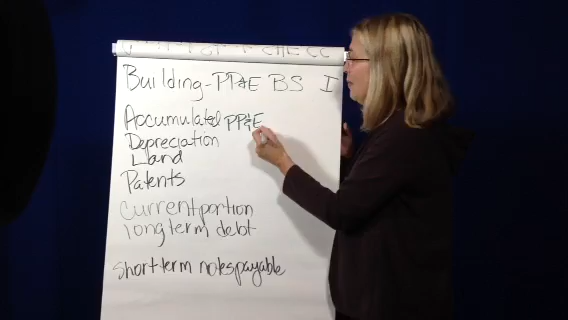 Building-PP&E BS I
Accumulated PP&E
Depreciation
Land
Patents
Current portion
long term debt
short term notes payable